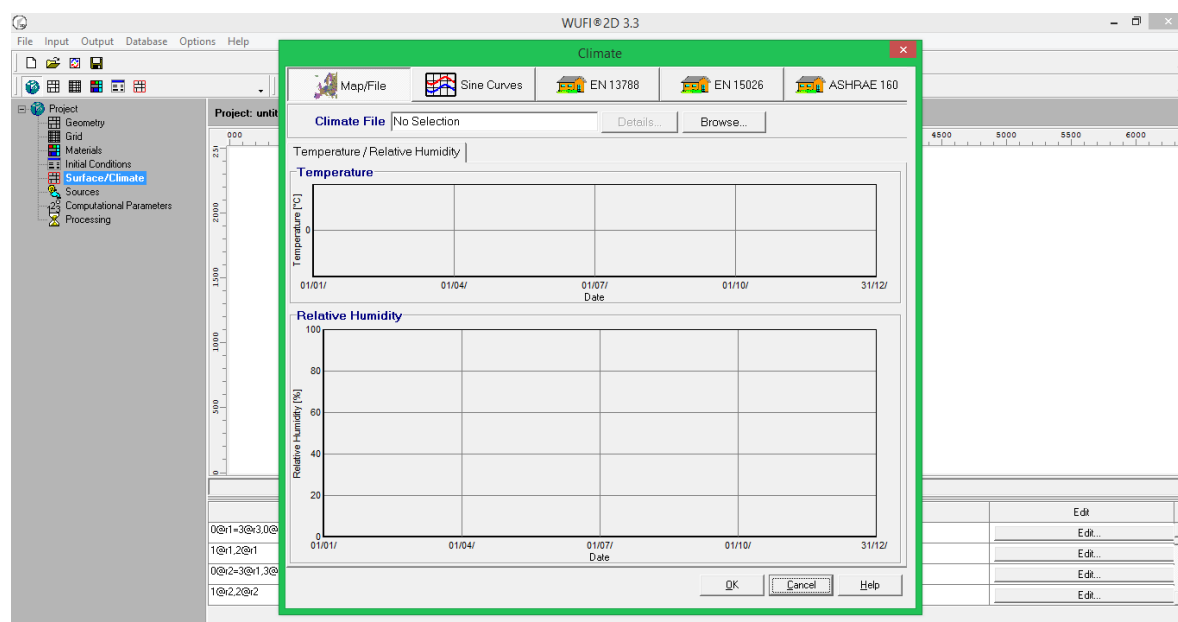 WUFI®2D 3.3
File Input Output Database Options Help
Climate
Map/File Sine Curves EN 13788 EN 15026 ASHRAE 160
Project
Geometry
Grid
Materials
Initial Conditions
Surface/Climate
Sources
Computational Parameters
Processing
Project: untit
Climate File No Selection Details... Browse...
000 4500 5000 5500 6000
251
2000
1500
1000
500
0
Temperature / Relative Humidity
Temperature
Temperature [°C]
0
01/01/ 01/04/ 01/07/ 01/10/ 31/12/
Date
Relative Humidity
Relative Humidity [%]
100
80
60
40
20
0
01/01/ 01/04/ 01/07/ 01/10/ 31/12/
Date
OK Cancel Help
Edit
0@r1=3@r3,0@ Edit...
1@r1,2@r1 Edit...
0@r2=3@r1,3@ Edit...
1@r2,2@r2 Edit...